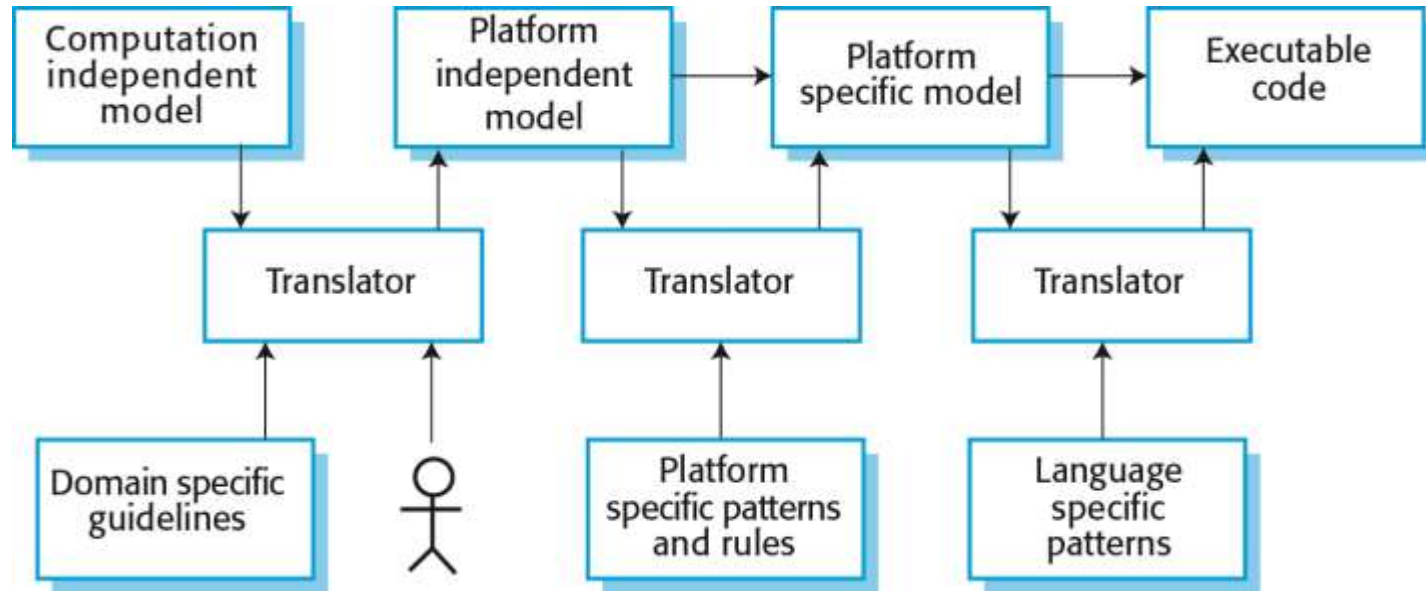 Computation
independent
model
Platform
independent
model
Platform
specific model
Executable
code
Translator
Translator
Translator
Domain specific
guidelines
Platform
specific patterns
and rules
Language
specific
patterns